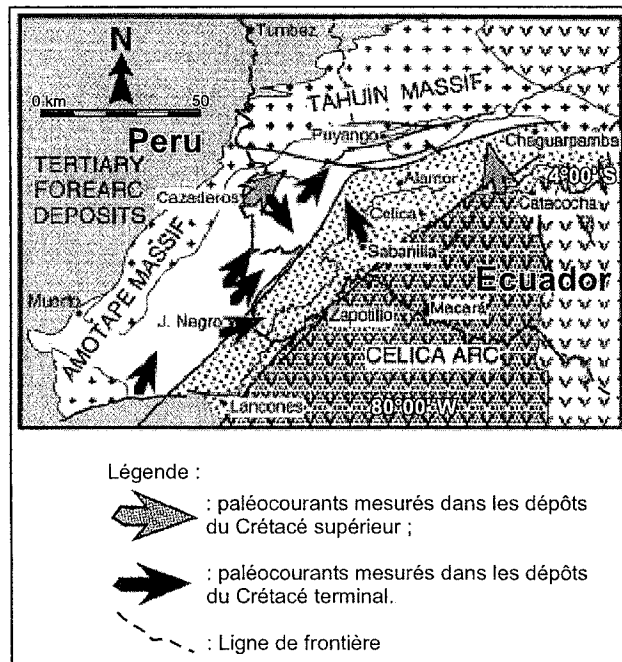 Tumbez
N
0 km 50
TAHUIN MASSIF
Peru
Puyango
Chaguarpamba
TERTIARY
FOREARC
DEPOSITS
Cazaderos
Alamor
4°00' S
Celica
Catacocha
AMOTAPE MASSIF
Sabanilla
Ecuador
Muerto
J. Negro
Zapotillo
Macará
CELICA ARC
Lancones
80°00' W
Légende :
: paléocourants mesurés dans les dépôts
du Crétacé supérieur ;
: paléocourants mesurés dans les dépôts
du Crétacé terminal.
: Ligne de frontière